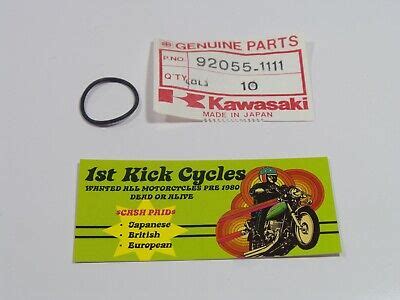 GENUINE PARTS
P.NO. 92055-1111
Q'TY 10
Kawasaki
MADE IN JAPAN
1st Kick Cycles
WANTED ALL MOTORCYCLES PRE 1980
DEAD OR ALIVE
$CASH PAID$
· Japanese
· British
· European